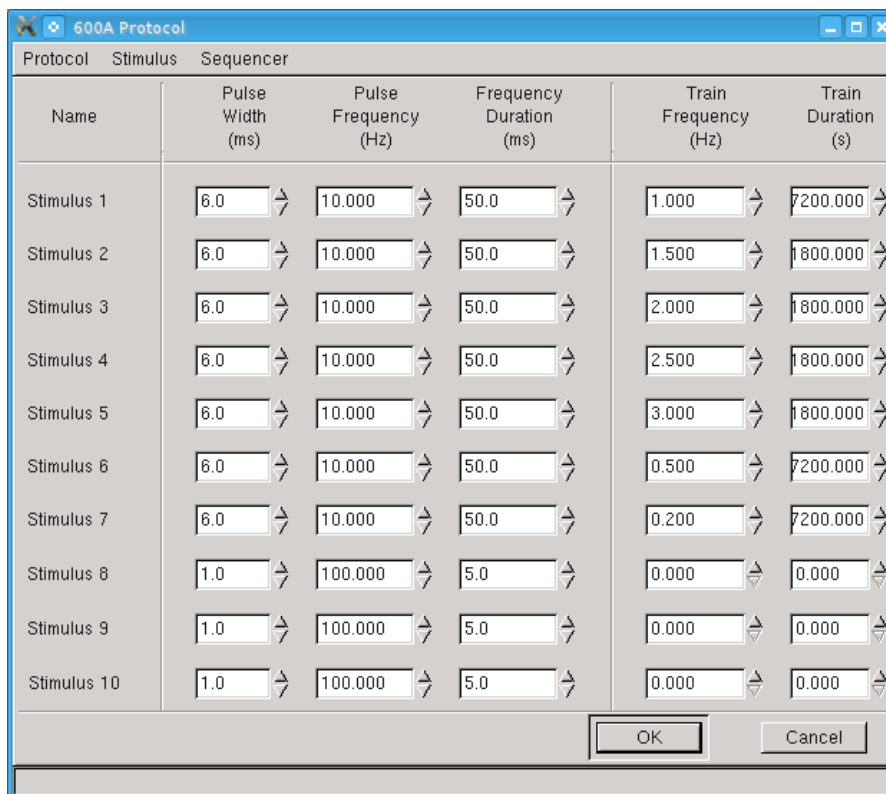 600A Protocol
Protocol Stimulus Sequencer
Name Pulse Width (ms) Pulse Frequency (Hz) Frequency Duration (ms) Train Frequency (Hz) Train Duration (s)
Stimulus 1 6.0 10.000 50.0 1.000 7200.000
Stimulus 2 6.0 10.000 50.0 1.500 1800.000
Stimulus 3 6.0 10.000 50.0 2.000 1800.000
Stimulus 4 6.0 10.000 50.0 2.500 1800.000
Stimulus 5 6.0 10.000 50.0 3.000 1800.000
Stimulus 6 6.0 10.000 50.0 0.500 7200.000
Stimulus 7 6.0 10.000 50.0 0.200 7200.000
Stimulus 8 1.0 100.000 5.0 0.000 0.000
Stimulus 9 1.0 100.000 5.0 0.000 0.000
Stimulus 10 1.0 100.000 5.0 0.000 0.000
OK Cancel